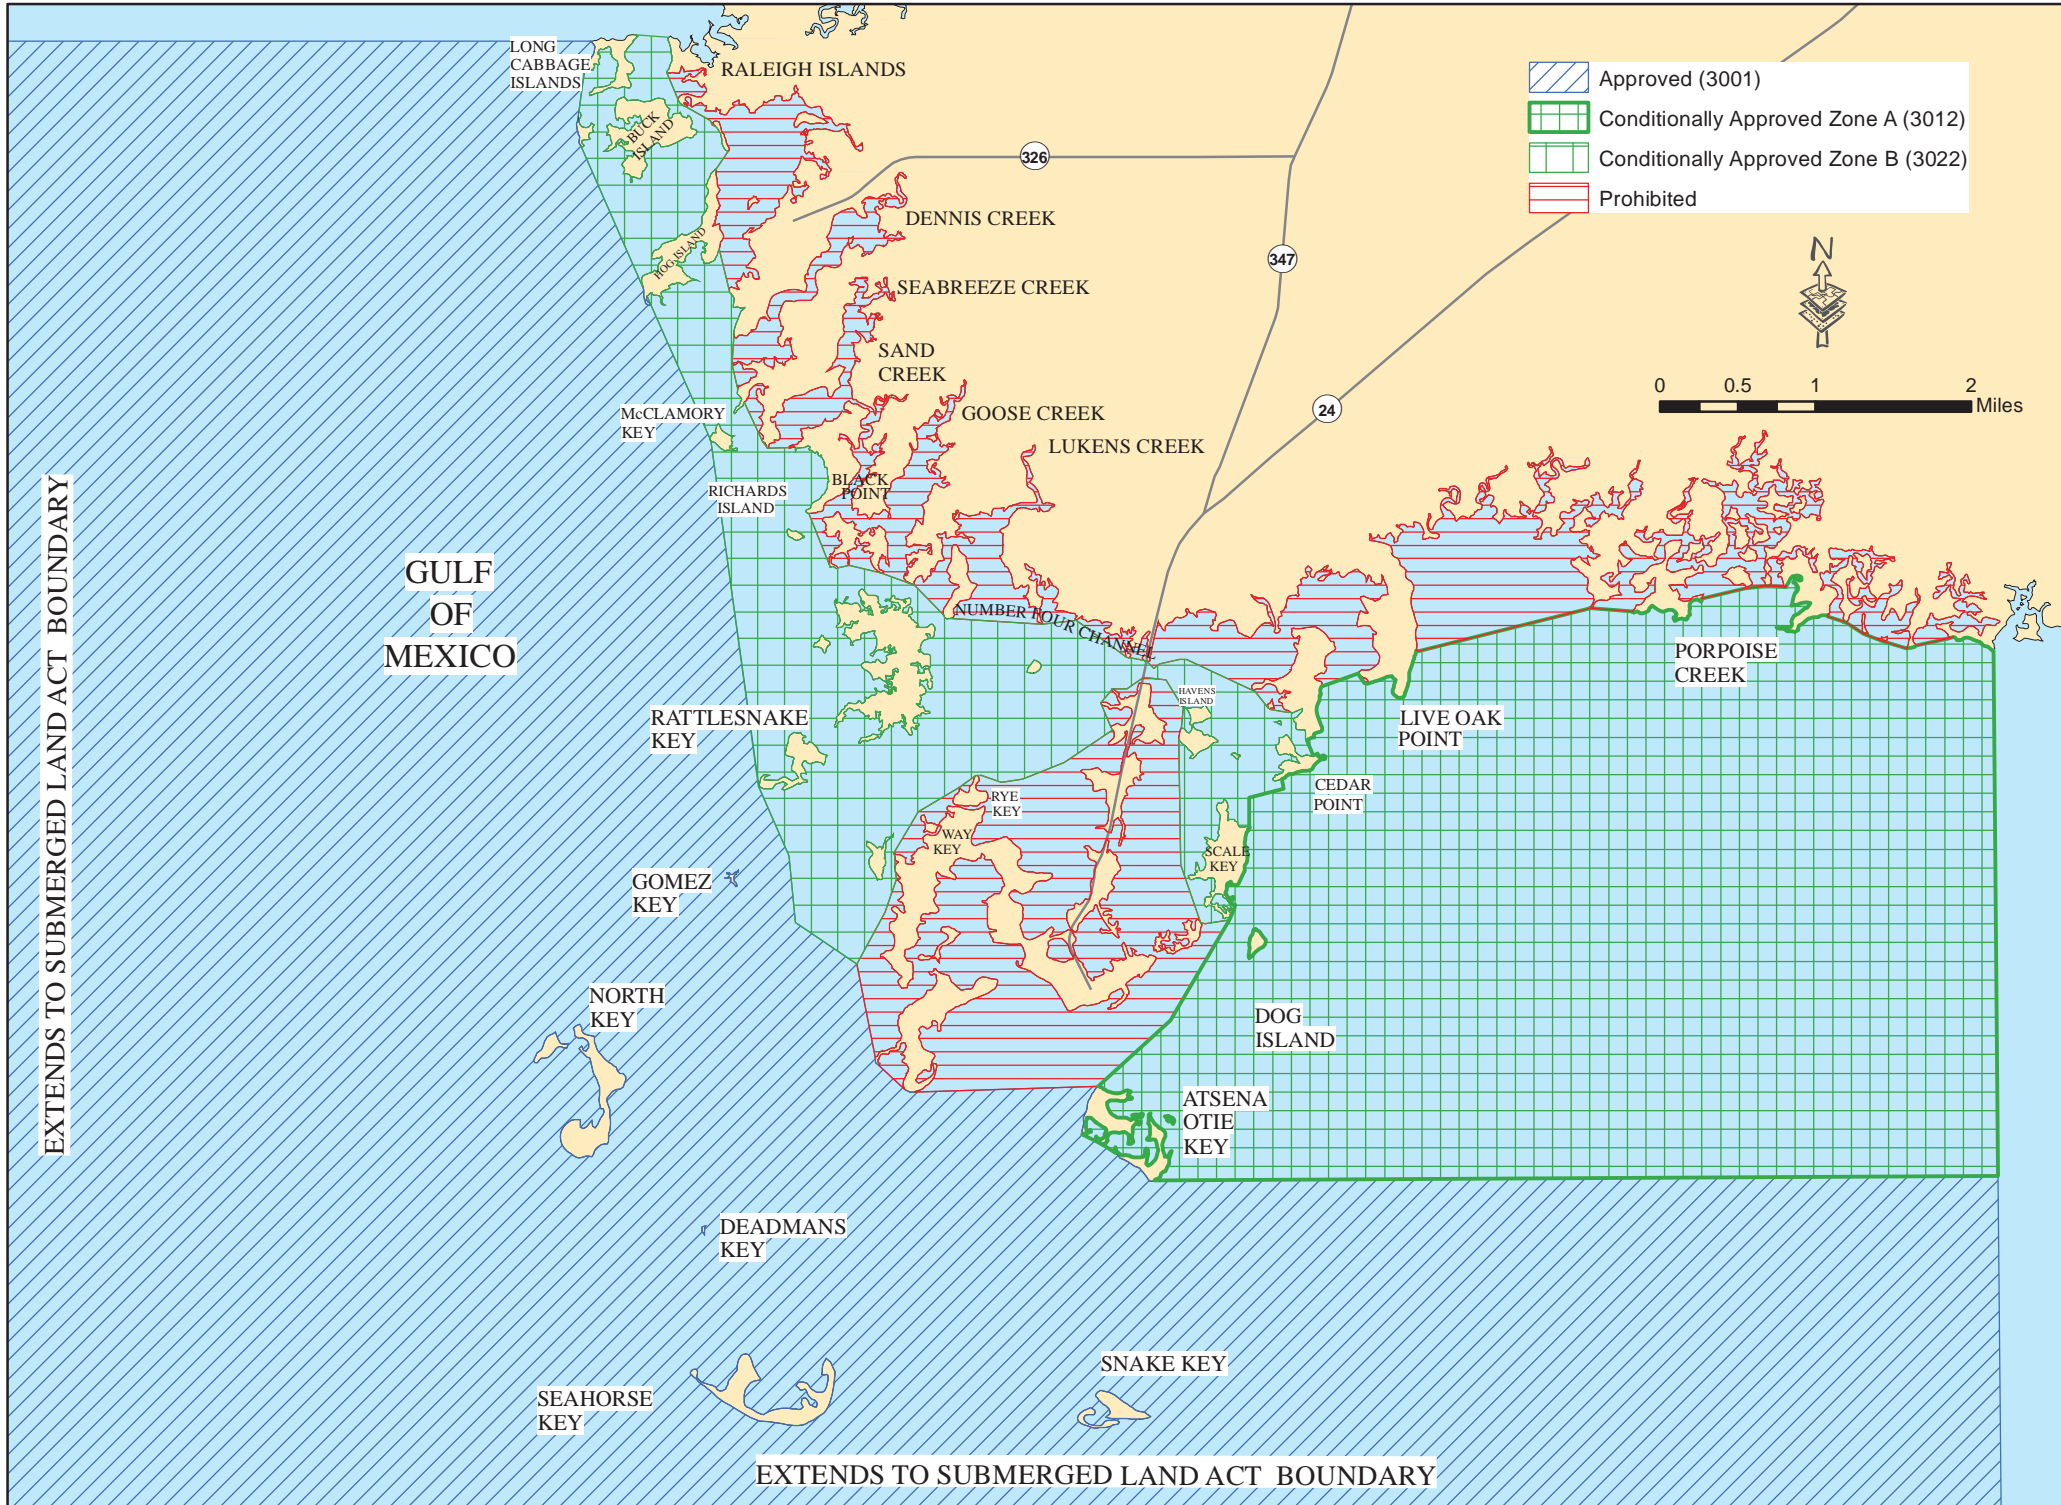 LONG
CABBAGE
ISLANDS
RALEIGH ISLANDS
BUCK
ISLAND
HOG ISLAND
326
DENNIS CREEK
SEABREEZE CREEK
347
SAND
CREEK
McCLAMORY
KEY
GOOSE CREEK
24
LUKENS CREEK
BLACK
POINT
RICHARDS
ISLAND
Approved (3001)
Conditionally Approved Zone A (3012)
Conditionally Approved Zone B (3022)
Prohibited
N
0 0.5 1 2
Miles
EXTENDS TO SUBMERGED LAND ACT BOUNDARY
GULF
OF
MEXICO
NUMBER FOUR CHANNEL
PORPOISE
CREEK
HAVENS
ISLAND
RATTLESNAKE
KEY
LIVE OAK
POINT
CEDAR
POINT
RYE
KEY
WAY
KEY
SCALE
KEY
GOMEZ
KEY
NORTH
KEY
DOG
ISLAND
ATSENA
OTIE
KEY
DEADMANS
KEY
SNAKE KEY
SEAHORSE
KEY
EXTENDS TO SUBMERGED LAND ACT BOUNDARY